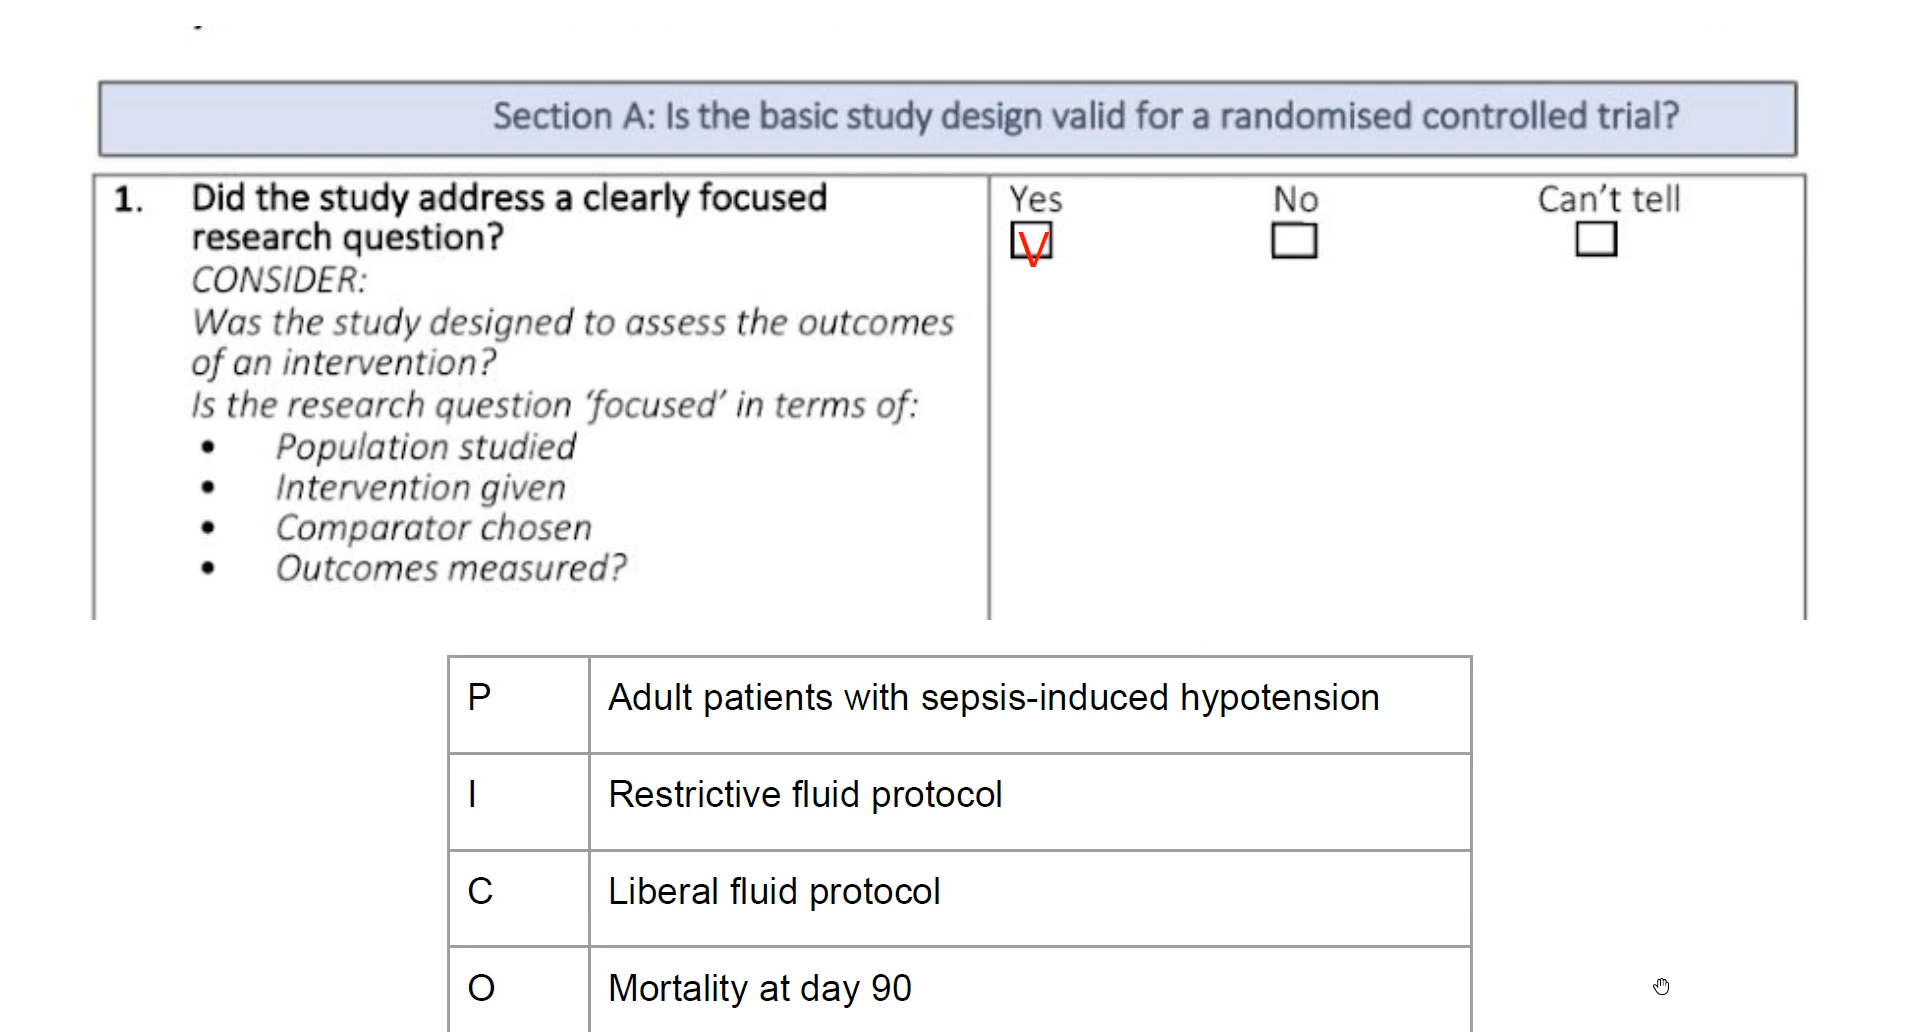 Section A: Is the basic study design valid for a randomised controlled trial?
1. Did the study address a clearly focused
research question?
CONSIDER:
Was the study designed to assess the outcomes
of an intervention?
Is the research question ‘focused’ in terms of:
• Population studied
• Intervention given
• Comparator chosen
• Outcomes measured?
Yes No Can’t tell
V
P Adult patients with sepsis-induced hypotension
I Restrictive fluid protocol
C Liberal fluid protocol
O Mortality at day 90